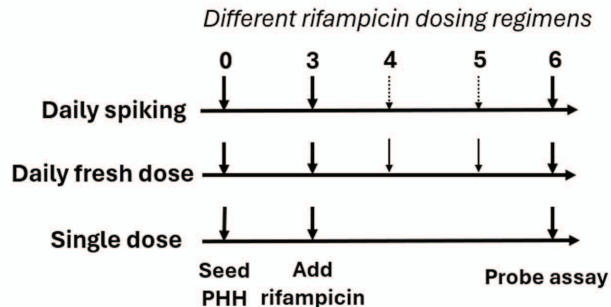 Different rifampicin dosing regimens
0 3 4 5 6
Daily spiking
Daily fresh dose
Single dose
Seed Add Probe assay
PHH rifampicin